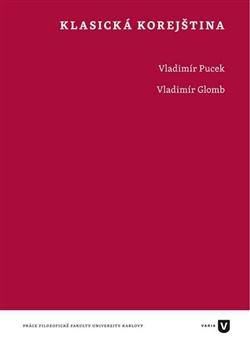 KLASICKÁ KOREJŠTINA
Vladimír Pucek
Vladimír Glomb
PRÁCE FILOZOFICKÉ FAKULTY UNIVERZITY KARLOVY
VARIA V